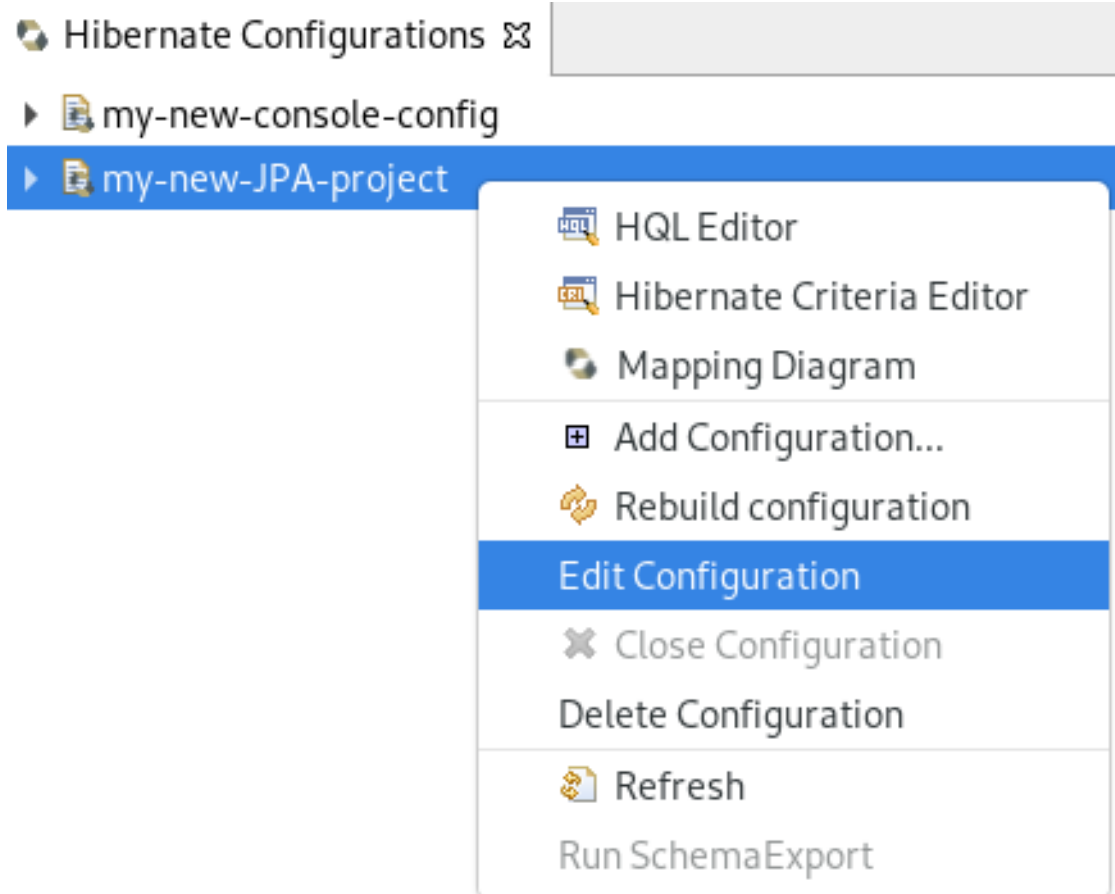 Hibernate Configurations
my-new-console-config
my-new-JPA-project
HQL Editor
Hibernate Criteria Editor
Mapping Diagram
Add Configuration...
Rebuild configuration
Edit Configuration
Close Configuration
Delete Configuration
Refresh
Run SchemaExport